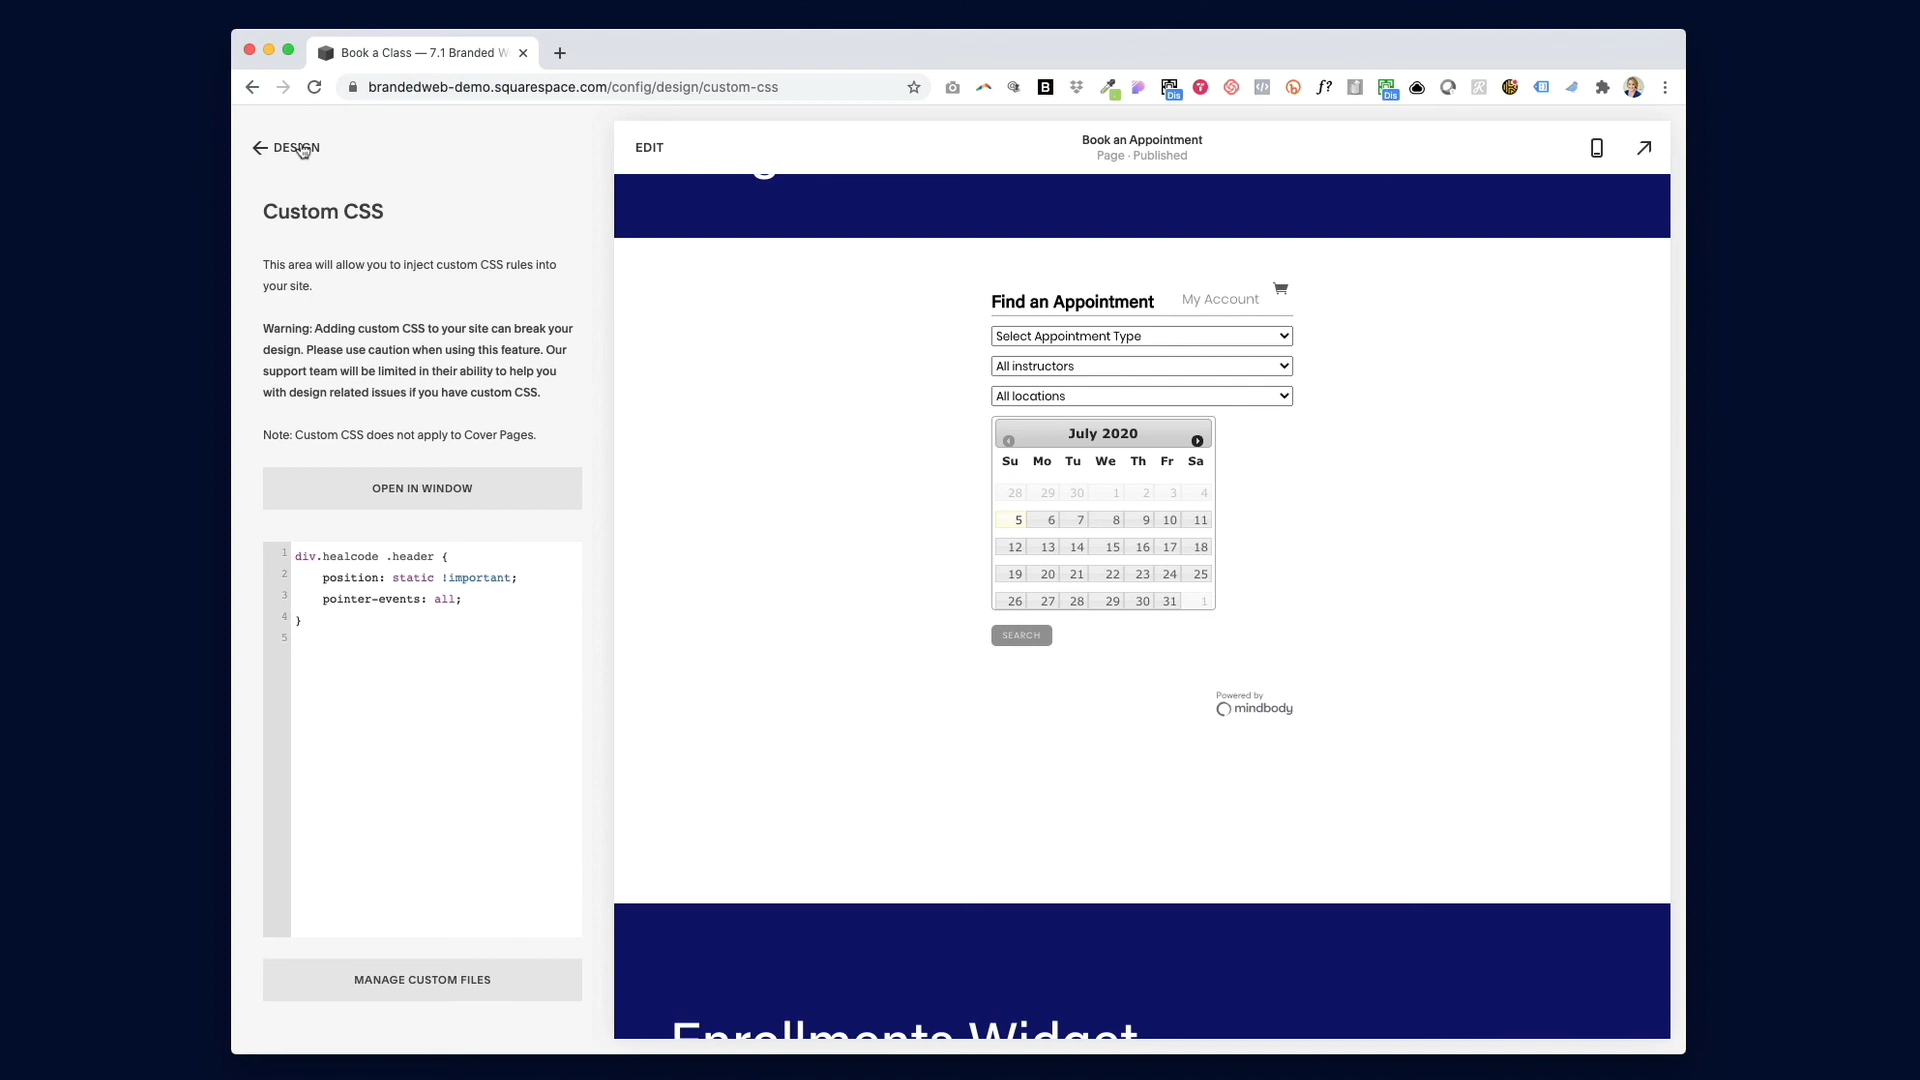 Book a Class — 7.1 Branded W
brandedweb-demo.squarespace.com/config/design/custom-css
DESIGN
Custom CSS
This area will allow you to inject custom CSS rules into
your site.
Warning: Adding custom CSS to your site can break your
design. Please use caution when using this feature. Our
support team will be limited in their ability to help you
with design related issues if you have custom CSS.
Note: Custom CSS does not apply to Cover Pages.
OPEN IN WINDOW
1 div.healcode .header {
2 position: static !important;
3 pointer-events: all;
4 }
5
MANAGE CUSTOM FILES
EDIT
Book an Appointment
Page · Published
Find an Appointment My Account
Select Appointment Type
All instructors
All locations
July 2020
Su Mo Tu We Th Fr Sa
28 29 30 1 2 3 4
5 6 7 8 9 10 11
12 13 14 15 16 17 18
19 20 21 22 23 24 25
26 27 28 29 30 31 1
SEARCH
Powered by
mindbody
Enrollments Widget